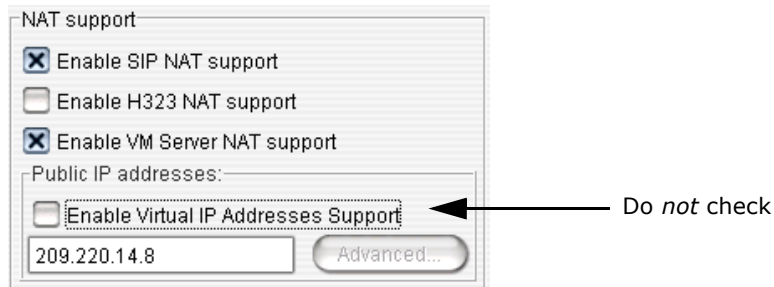 NAT support
Enable SIP NAT support
Enable H323 NAT support
Enable VM Server NAT support
Public IP addresses:
Enable Virtual IP Addresses Support
Do not check
209.220.14.8
Advanced...